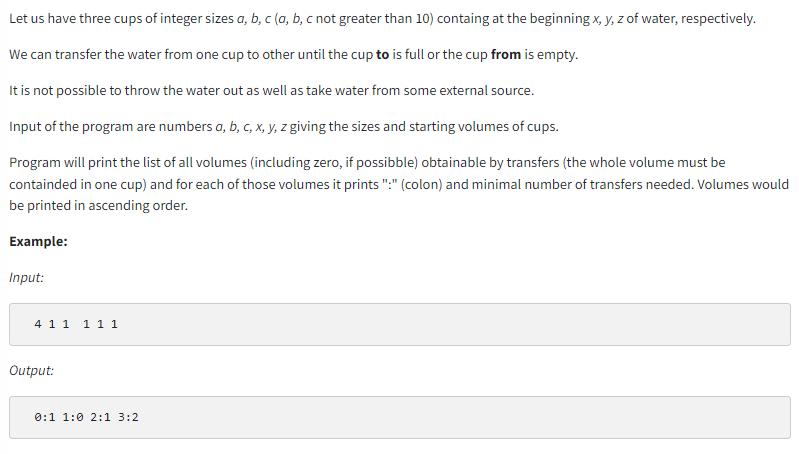 Let us have three cups of integer sizes a, b, c (a, b, c not greater than 10) containg at the beginning x, y, z of water, respectively.
We can transfer the water from one cup to other until the cup to is full or the cup from is empty.
It is not possible to throw the water out as well as take water from some external source.
Input of the program are numbers a, b, c, x, y, z giving the sizes and starting volumes of cups.
Program will print the list of all volumes (including zero, if possibble) obtainable by transfers (the whole volume must be
containded in one cup) and for each of those volumes it prints ":" (colon) and minimal number of transfers needed. Volumes would
be printed in ascending order.
Example:
Input:
4 1 1  1 1 1
Output:
0:1 1:0 2:1 3:2